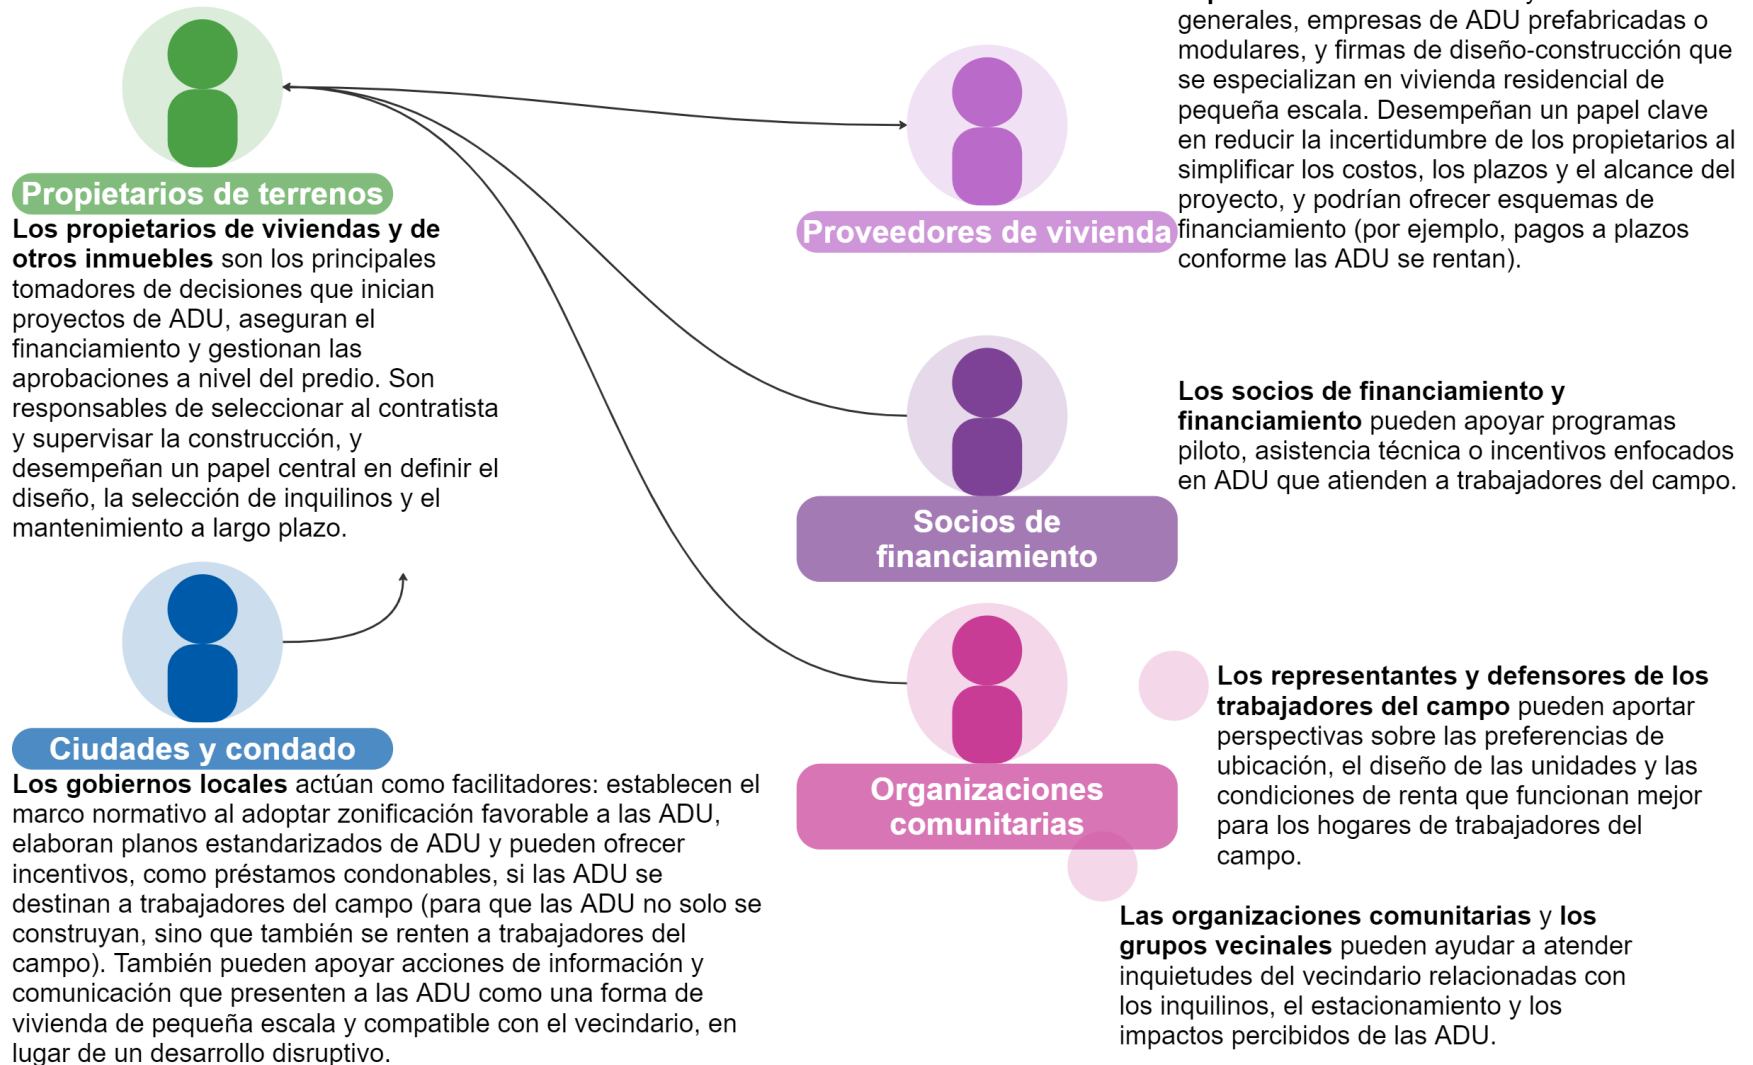 Propietarios de terrenos
Los propietarios de viviendas y de
otros inmuebles son los principales
tomadores de decisiones que inician
proyectos de ADU, aseguran el
financiamiento y gestionan las
aprobaciones a nivel del predio. Son
responsables de seleccionar al contratista
y supervisar la construcción, y
desempeñan un papel central en definir el
diseño, la selección de inquilinos y el
mantenimiento a largo plazo.
Ciudades y condado
Los gobiernos locales actúan como facilitadores: establecen el
marco normativo al adoptar zonificación favorable a las ADU,
elaboran planos estandarizados de ADU y pueden ofrecer
incentivos, como préstamos condonables, si las ADU se
destinan a trabajadores del campo (para que las ADU no solo se
construyan, sino que también se renten a trabajadores del
campo). También pueden apoyar acciones de información y
comunicación que presenten a las ADU como una forma de
vivienda de pequeña escala y compatible con el vecindario, en
lugar de un desarrollo disruptivo.
Proveedores de vivienda
generales, empresas de ADU prefabricadas o
modulares, y firmas de diseño-construcción que
se especializan en vivienda residencial de
pequeña escala. Desempeñan un papel clave
en reducir la incertidumbre de los propietarios al
simplificar los costos, los plazos y el alcance del
proyecto, y podrían ofrecer esquemas de
financiamiento (por ejemplo, pagos a plazos
conforme las ADU se rentan).
Socios de
financiamiento
Los socios de financiamiento y
financiamiento pueden apoyar programas
piloto, asistencia técnica o incentivos enfocados
en ADU que atienden a trabajadores del campo.
Organizaciones
comunitarias
Los representantes y defensores de los
trabajadores del campo pueden aportar
perspectivas sobre las preferencias de
ubicación, el diseño de las unidades y las
condiciones de renta que funcionan mejor
para los hogares de trabajadores del
campo.
Las organizaciones comunitarias y los
grupos vecinales pueden ayudar a atender
inquietudes del vecindario relacionadas con
los inquilinos, el estacionamiento y los
impactos percibidos de las ADU.